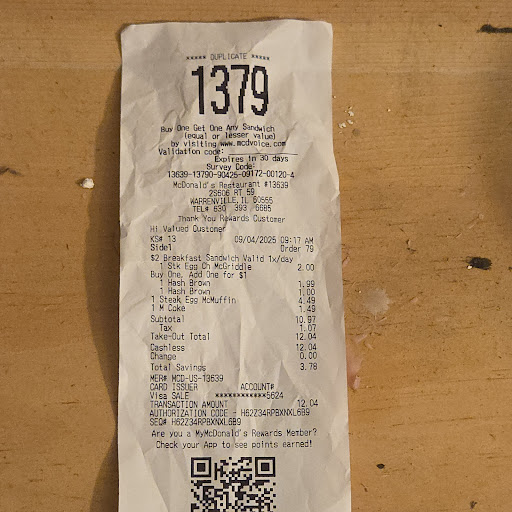 ***** DUPLICATE *****
1379
Buy One Get One Any Sandwich
(equal or lesser value)
by visiting www.mcdvoice.com
Validation code:
Expires in 30 days
Survey Code:
13639-13790-90425-09172-00120-4
McDonald's Restaurant #13639
2S606 RT 59
WARRENVILLE, IL 60555
TEL# 630 393 6685
Thank You Rewards Customer
Hi Valued Customer
KS# 13 09/04/2025 09:17 AM
Side1 Order 79
$2 Breakfast Sandwich Valid 1x/day
1 Stk Egg Ch McGriddle 2.00
Buy One, Add One for $1
1 Hash Brown 1.99
1 Hash Brown 1.00
1 Steak Egg McMuffin 4.49
1 M Coke 1.49
Subtotal 10.97
Tax 1.07
Take-Out Total 12.04
Cashless 12.04
Change 0.00
Total Savings 3.78
MER# MCD-US-13639
CARD ISSUER ACCOUNT#
Visa SALE ************5624
TRANSACTION AMOUNT 12.04
AUTHORIZATION CODE - H62Z34RPBXNXL6B9
SEQ# H62Z34RPBXNXL6B9
Are you a MyMcDonald's Rewards Member?
Check your App to see points earned!